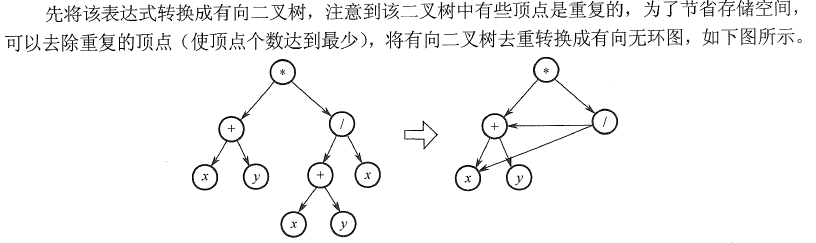 先将该表达式转换成有向二叉树，注意到该二叉树中有些顶点是重复的，为了节省存储空间，
可以去除重复的顶点（使顶点个数达到最少），将有向二叉树去重转换成有向无环图，如下图所示。
* *
+ / + /
x y + x x y
x y